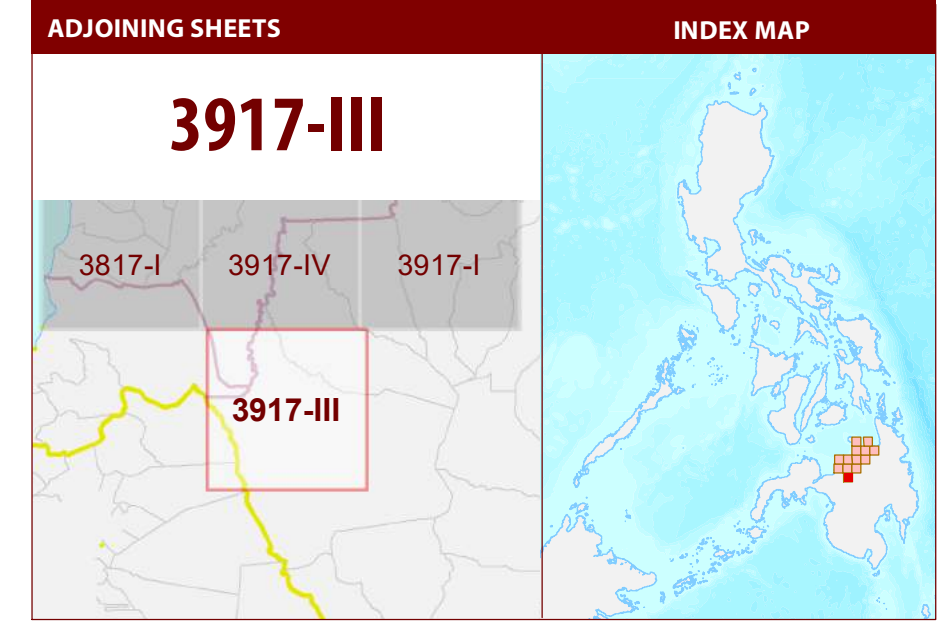 ADJOINING SHEETS
INDEX MAP
3917-III
3817-I
3917-IV
3917-I
3917-III